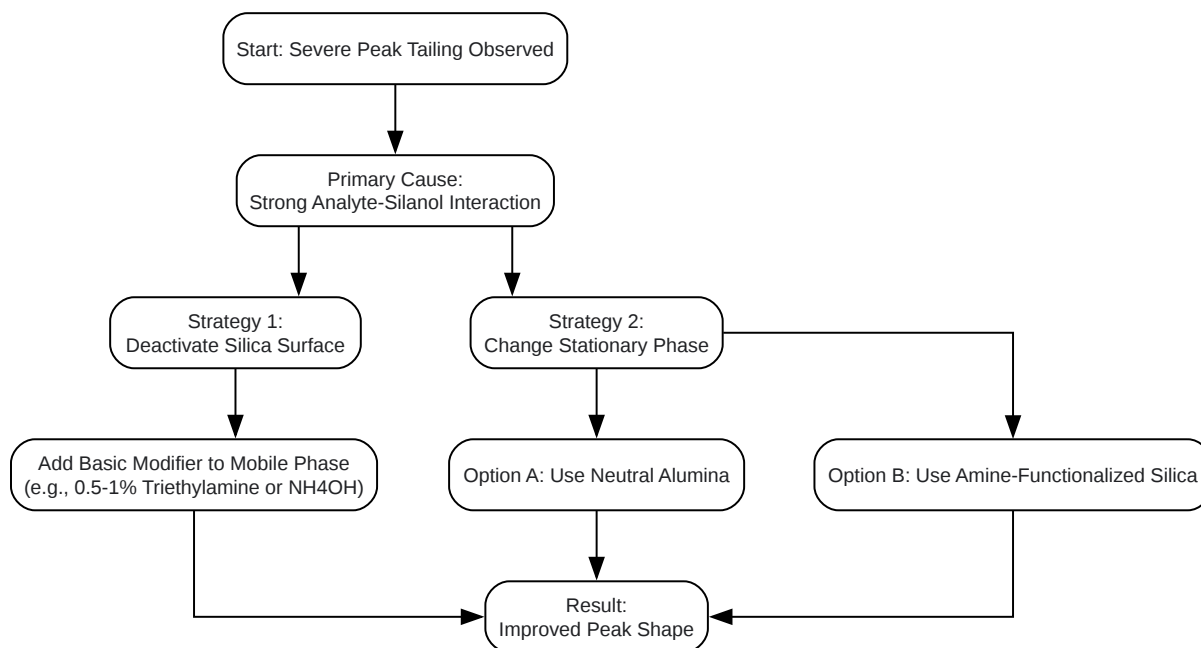 Start: Severe Peak Tailing Observed
Primary Cause:
Strong Analyte-Silanol Interaction
Strategy 1:
Deactivate Silica Surface
Strategy 2:
Change Stationary Phase
Add Basic Modifier to Mobile Phase
(e.g., 0.5-1% Triethylamine or NH4OH)
Option A: Use Neutral Alumina
Option B: Use Amine-Functionalized Silica
Result:
Improved Peak Shape